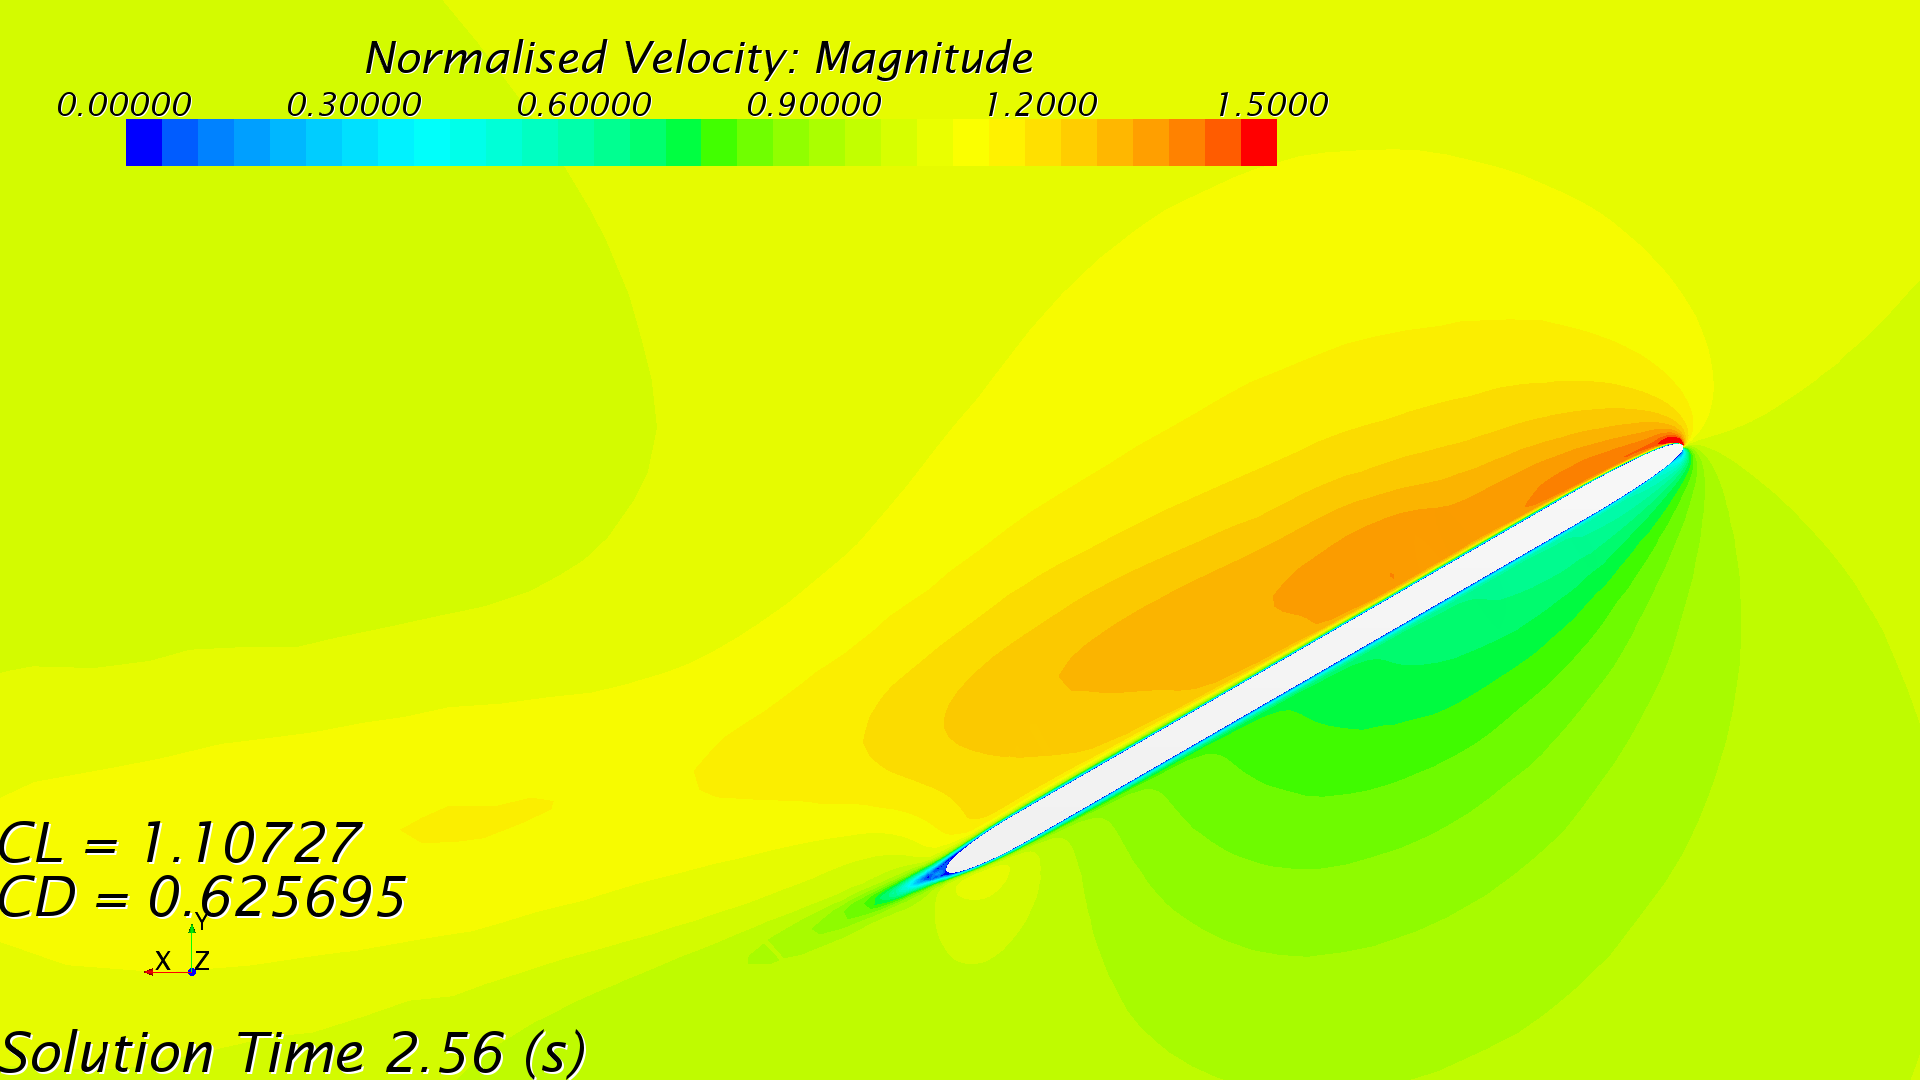 Normalised Velocity: Magnitude
0.00000 0.30000 0.60000 0.90000 1.2000 1.5000
CL = 1.10727
CD = 0.625695
Y
X Z
Solution Time 2.56 (s)